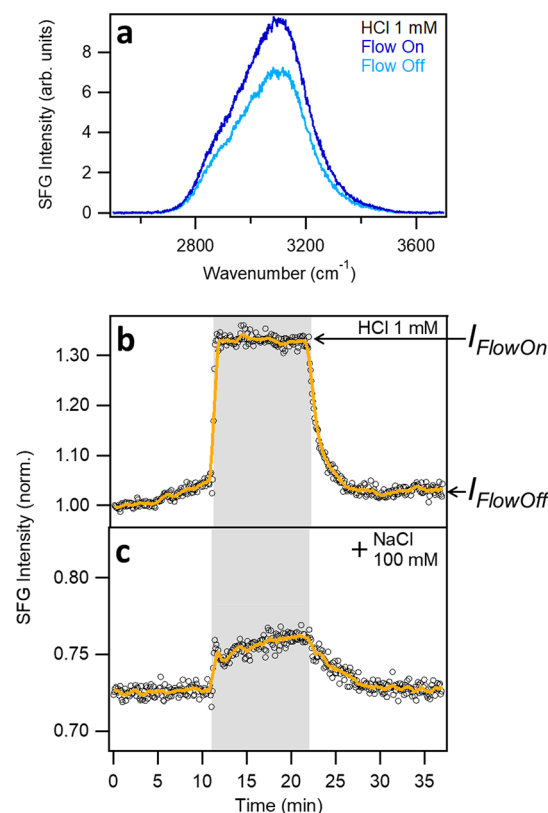 a
HCl 1 mM
Flow On
Flow Off
SFG Intensity (arb. units)
8
6
4
2
0
2800
3200
3600
Wavenumber (cm⁻¹)
b
HCl 1 mM
I FlowOn
1.30
1.20
1.10
1.00
I FlowOff
SFG Intensity (norm.)
c
+ NaCl
100 mM
0.80
0.75
0.70
0
5
10
15
20
25
30
35
Time (min)